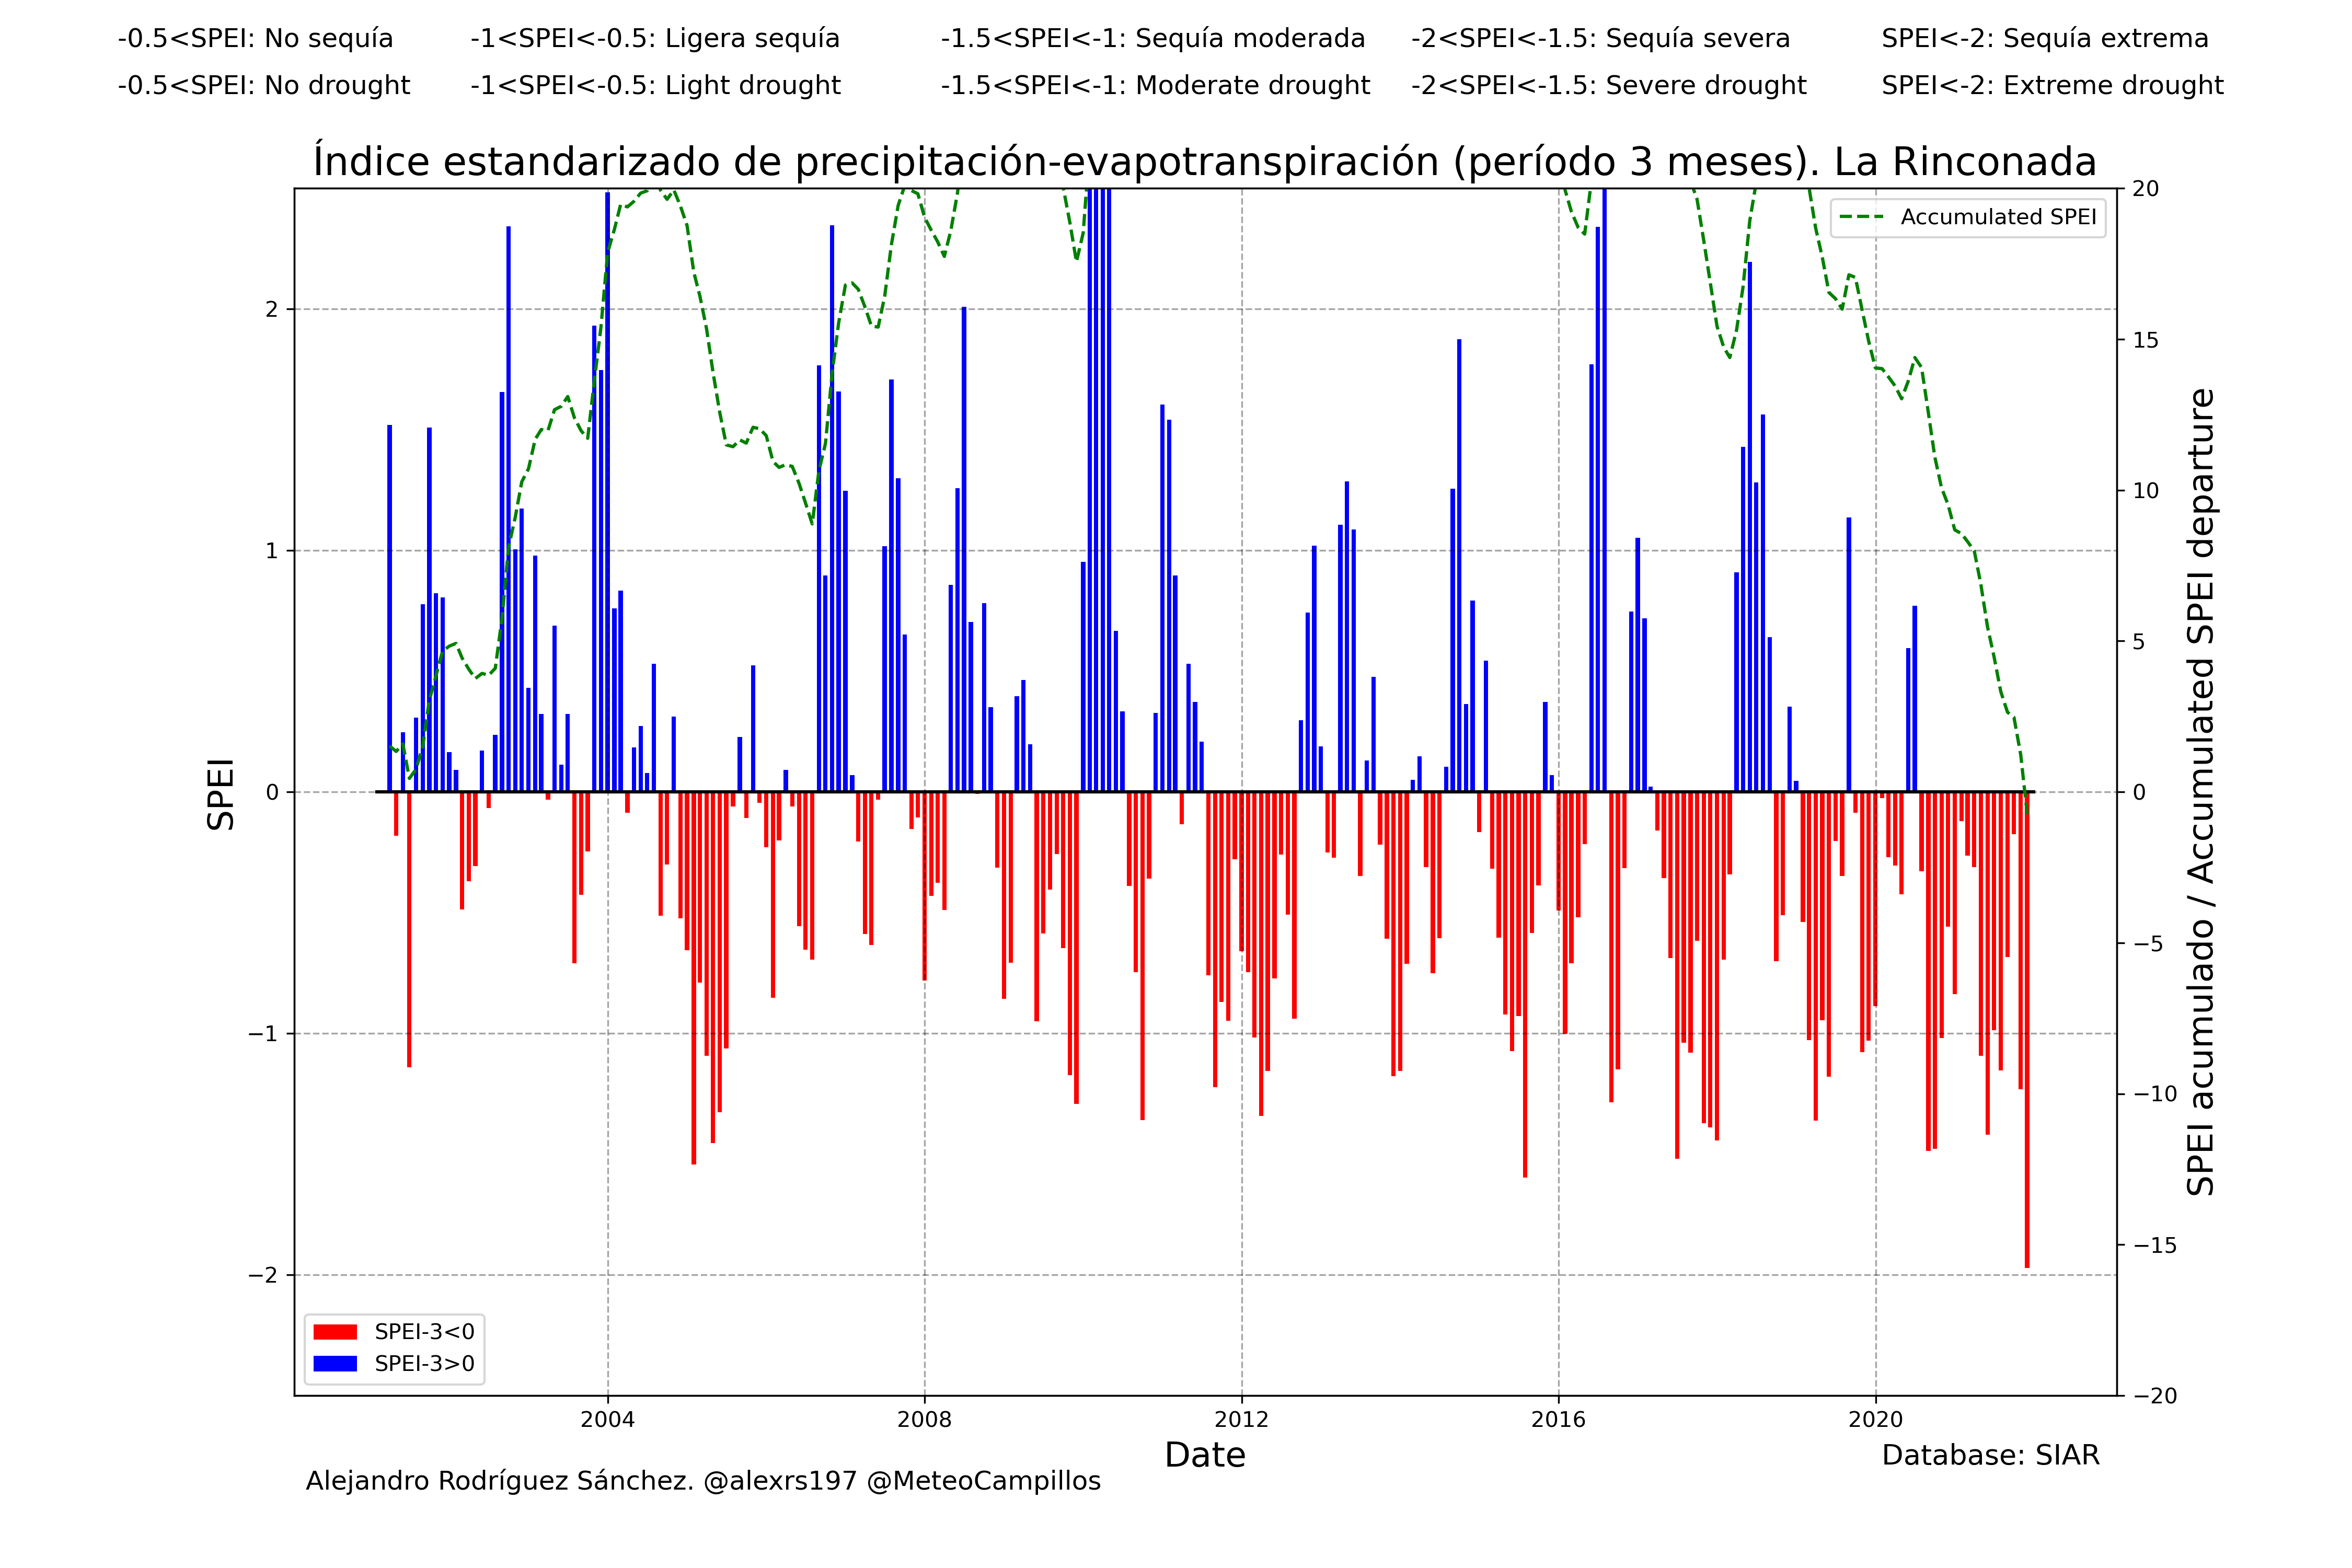 -0.5<SPEI: No sequía -1<SPEI<-0.5: Ligera sequía -1.5<SPEI<-1: Sequía moderada -2<SPEI<-1.5: Sequía severa SPEI<-2: Sequía extrema
-0.5<SPEI: No drought -1<SPEI<-0.5: Light drought -1.5<SPEI<-1: Moderate drought -2<SPEI<-1.5: Severe drought SPEI<-2: Extreme drought
Índice estandarizado de precipitación-evapotranspiración (período 3 meses). La Rinconada
Accumulated SPEI
SPEI
2
1
0
−1
−2
20
15
10
5
0
−5
−10
−15
−20
SPEI acumulado / Accumulated SPEI departure
SPEI-3<0
SPEI-3>0
2004 2008 2012 2016 2020
Date
Database: SIAR
Alejandro Rodríguez Sánchez. @alexrs197 @MeteoCampillos